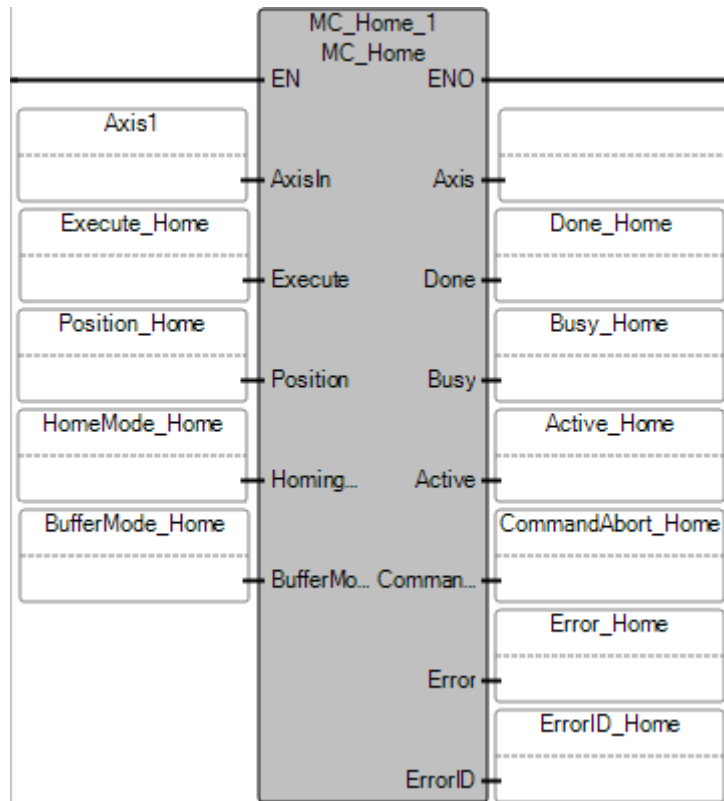 MC_Home_1
MC_Home
EN ENO
Axis1
AxisIn Axis
Execute_Home Done_Home
Execute Done
Position_Home Busy_Home
Position Busy
HomeMode_Home Active_Home
Homing... Active
BufferMode_Home CommandAbort_Home
BufferMo... Comman...
Error_Home
Error
ErrorID_Home
ErrorID